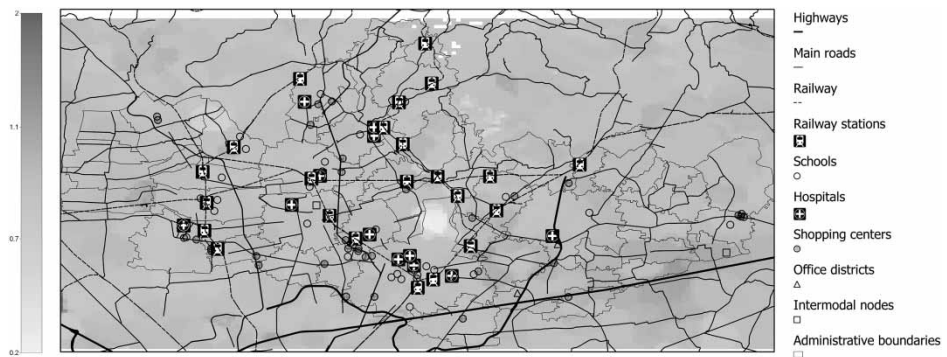 2
1.1
0.7
0.2
Highways
Main roads
Railway
Railway stations
Schools
Hospitals
Shopping centers
Office districts
Intermodal nodes
Administrative boundaries